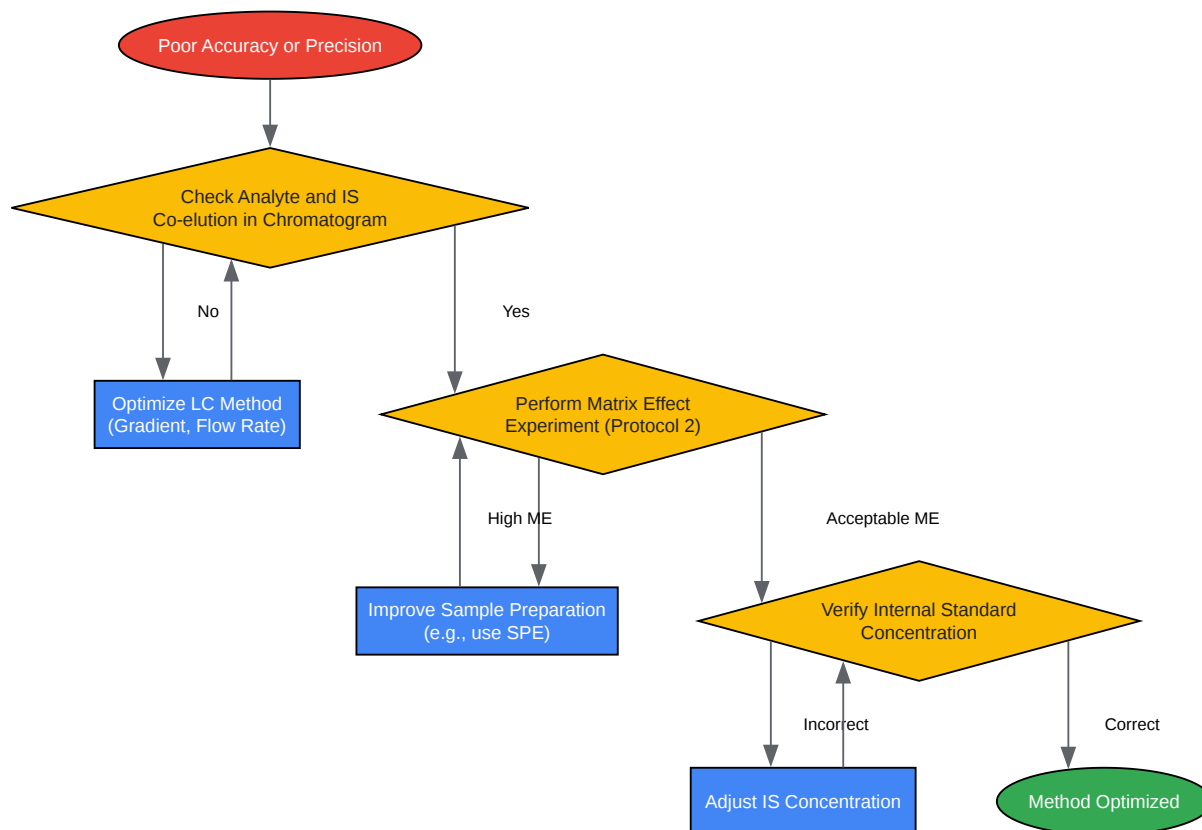 Poor Accuracy or Precision
Check Analyte and IS
Co-elution in Chromatogram
No
Yes
Optimize LC Method
(Gradient, Flow Rate)
Perform Matrix Effect
Experiment (Protocol 2)
High ME
Acceptable ME
Improve Sample Preparation
(e.g., use SPE)
Verify Internal Standard
Concentration
Incorrect
Correct
Adjust IS Concentration
Method Optimized